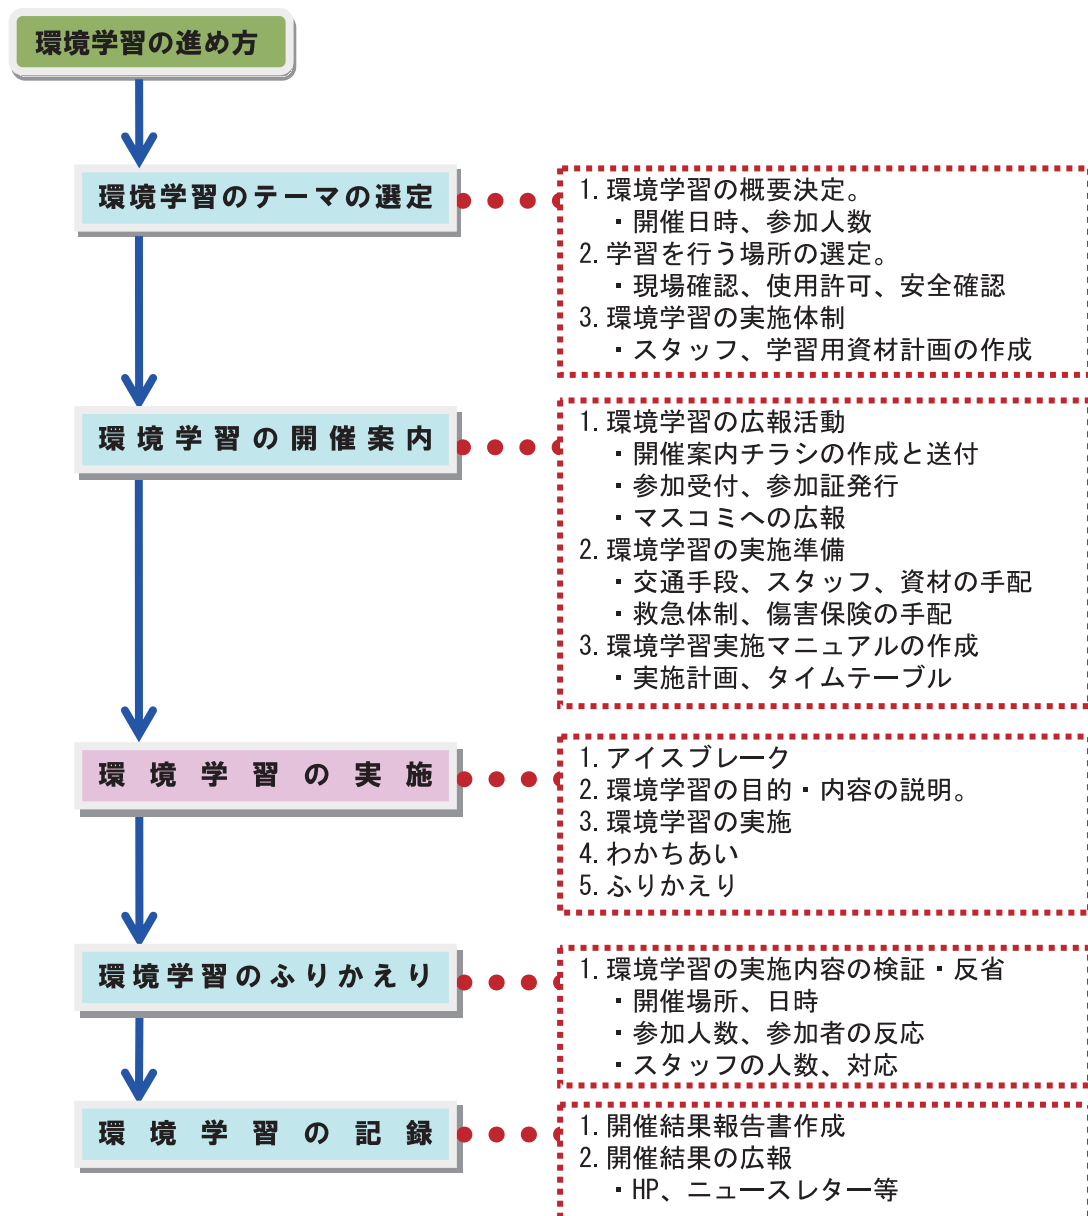 環境学習の進め方
環境学習のテーマの選定
1.環境学習の概要決定。
・開催日時、参加人数
2.学習を行う場所の選定。
・現場確認、使用許可、安全確認
3.環境学習の実施体制
・スタッフ、学習用資材計画の作成
環境学習の開催案内
1.環境学習の広報活動
・開催案内チラシの作成と送付
・参加受付、参加証発行
・マスコミへの広報
2.環境学習の実施準備
・交通手段、スタッフ、資材の手配
・救急体制、傷害保険の手配
3.環境学習実施マニュアルの作成
・実施計画、タイムテーブル
環境学習の実施
1.アイスブレーク
2.環境学習の目的・内容の説明。
3.環境学習の実施
4.わかちあい
5.ふりかえり
環境学習のふりかえり
1.環境学習の実施内容の検証・反省
・開催場所、日時
・参加人数、参加者の反応
・スタッフの人数、対応
環境学習の記録
1.開催結果報告書作成
2.開催結果の広報
・HP、ニュースレター等